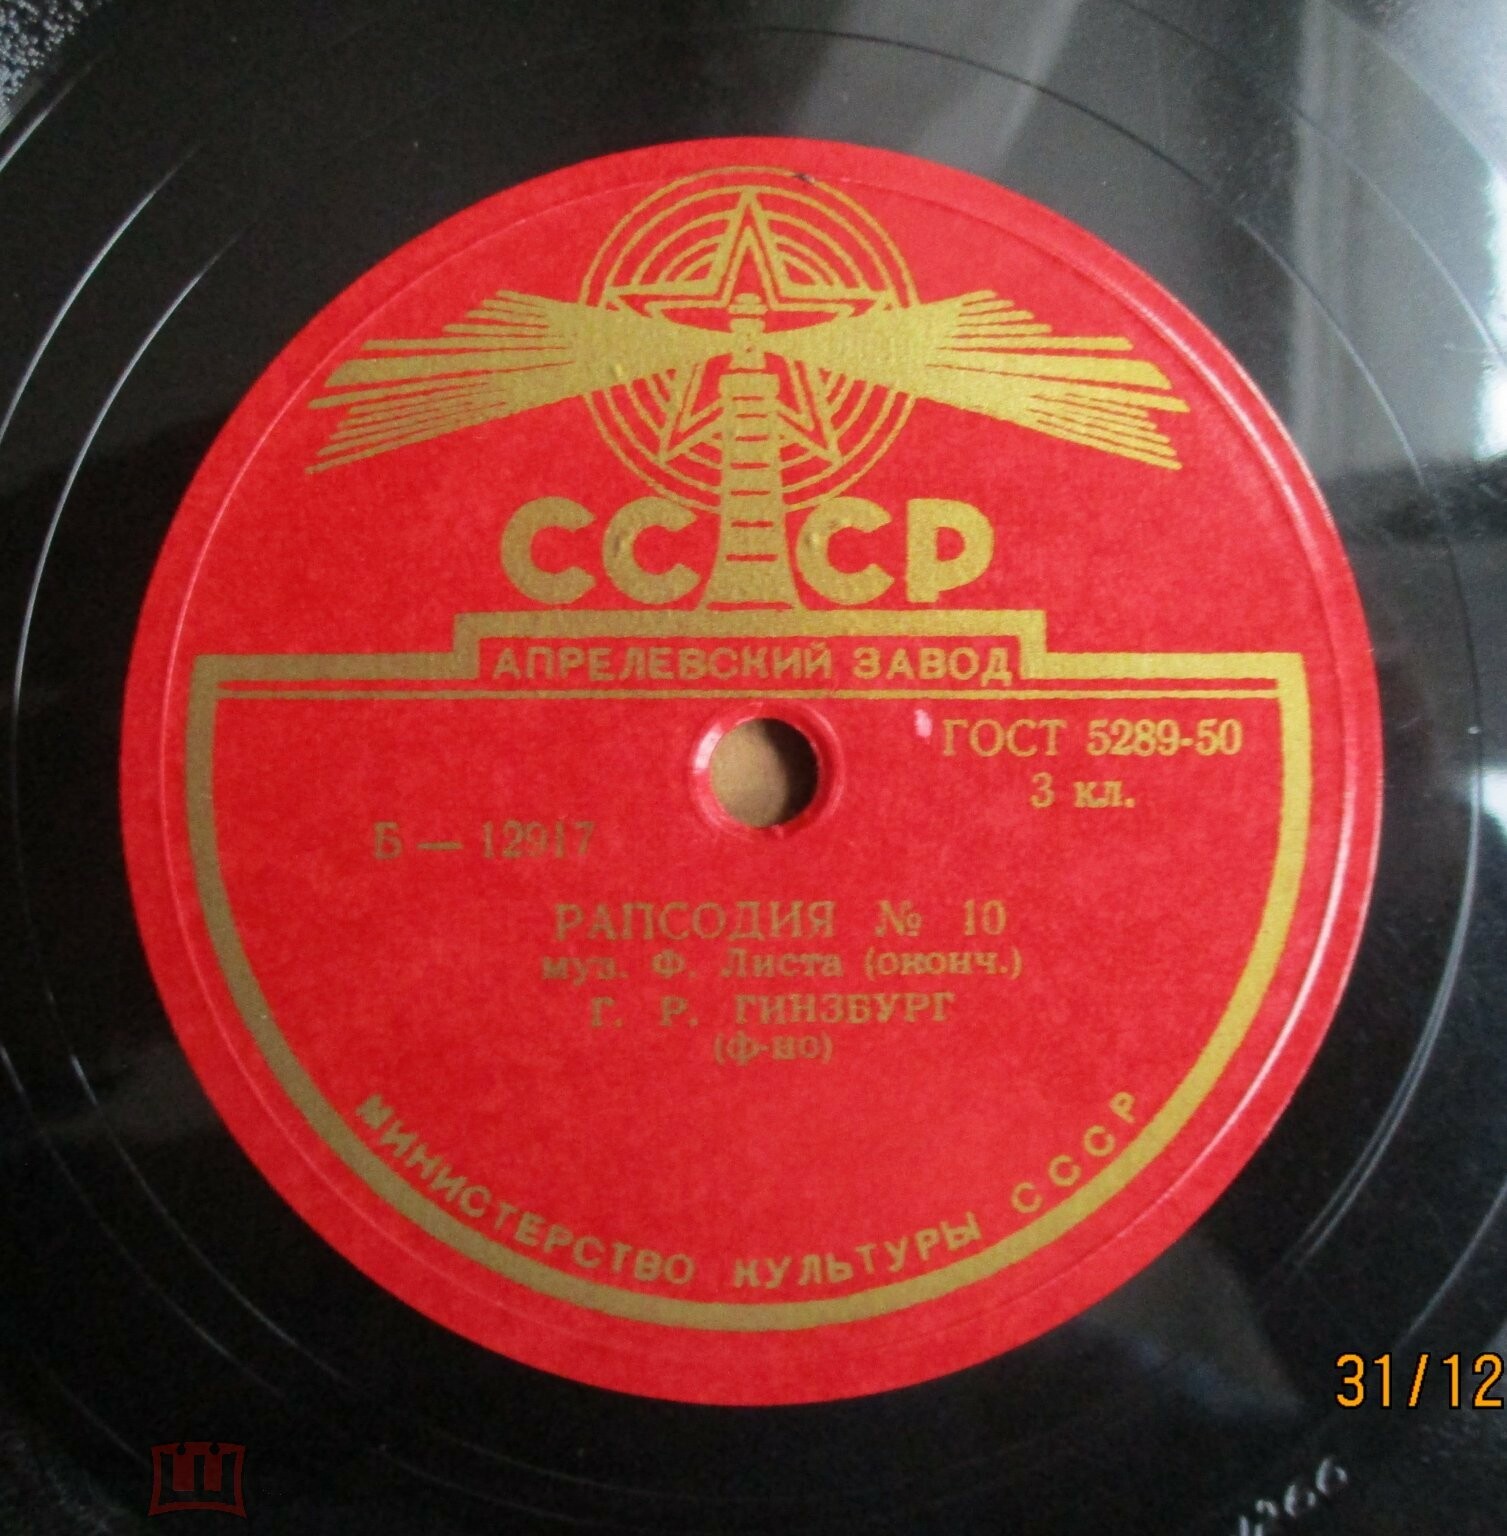 СССР
АПРЕЛЕВСКИЙ ЗАВОД
ГОСТ 5289-50
3 кл.
Б — 12917
РАПСОДИЯ № 10
муз. Ф. Листа (оконч.)
Г. Р. ГИНЗБУРГ
(ф-но)
МИНИСТЕРСТВО КУЛЬТУРЫ СССР
31/12